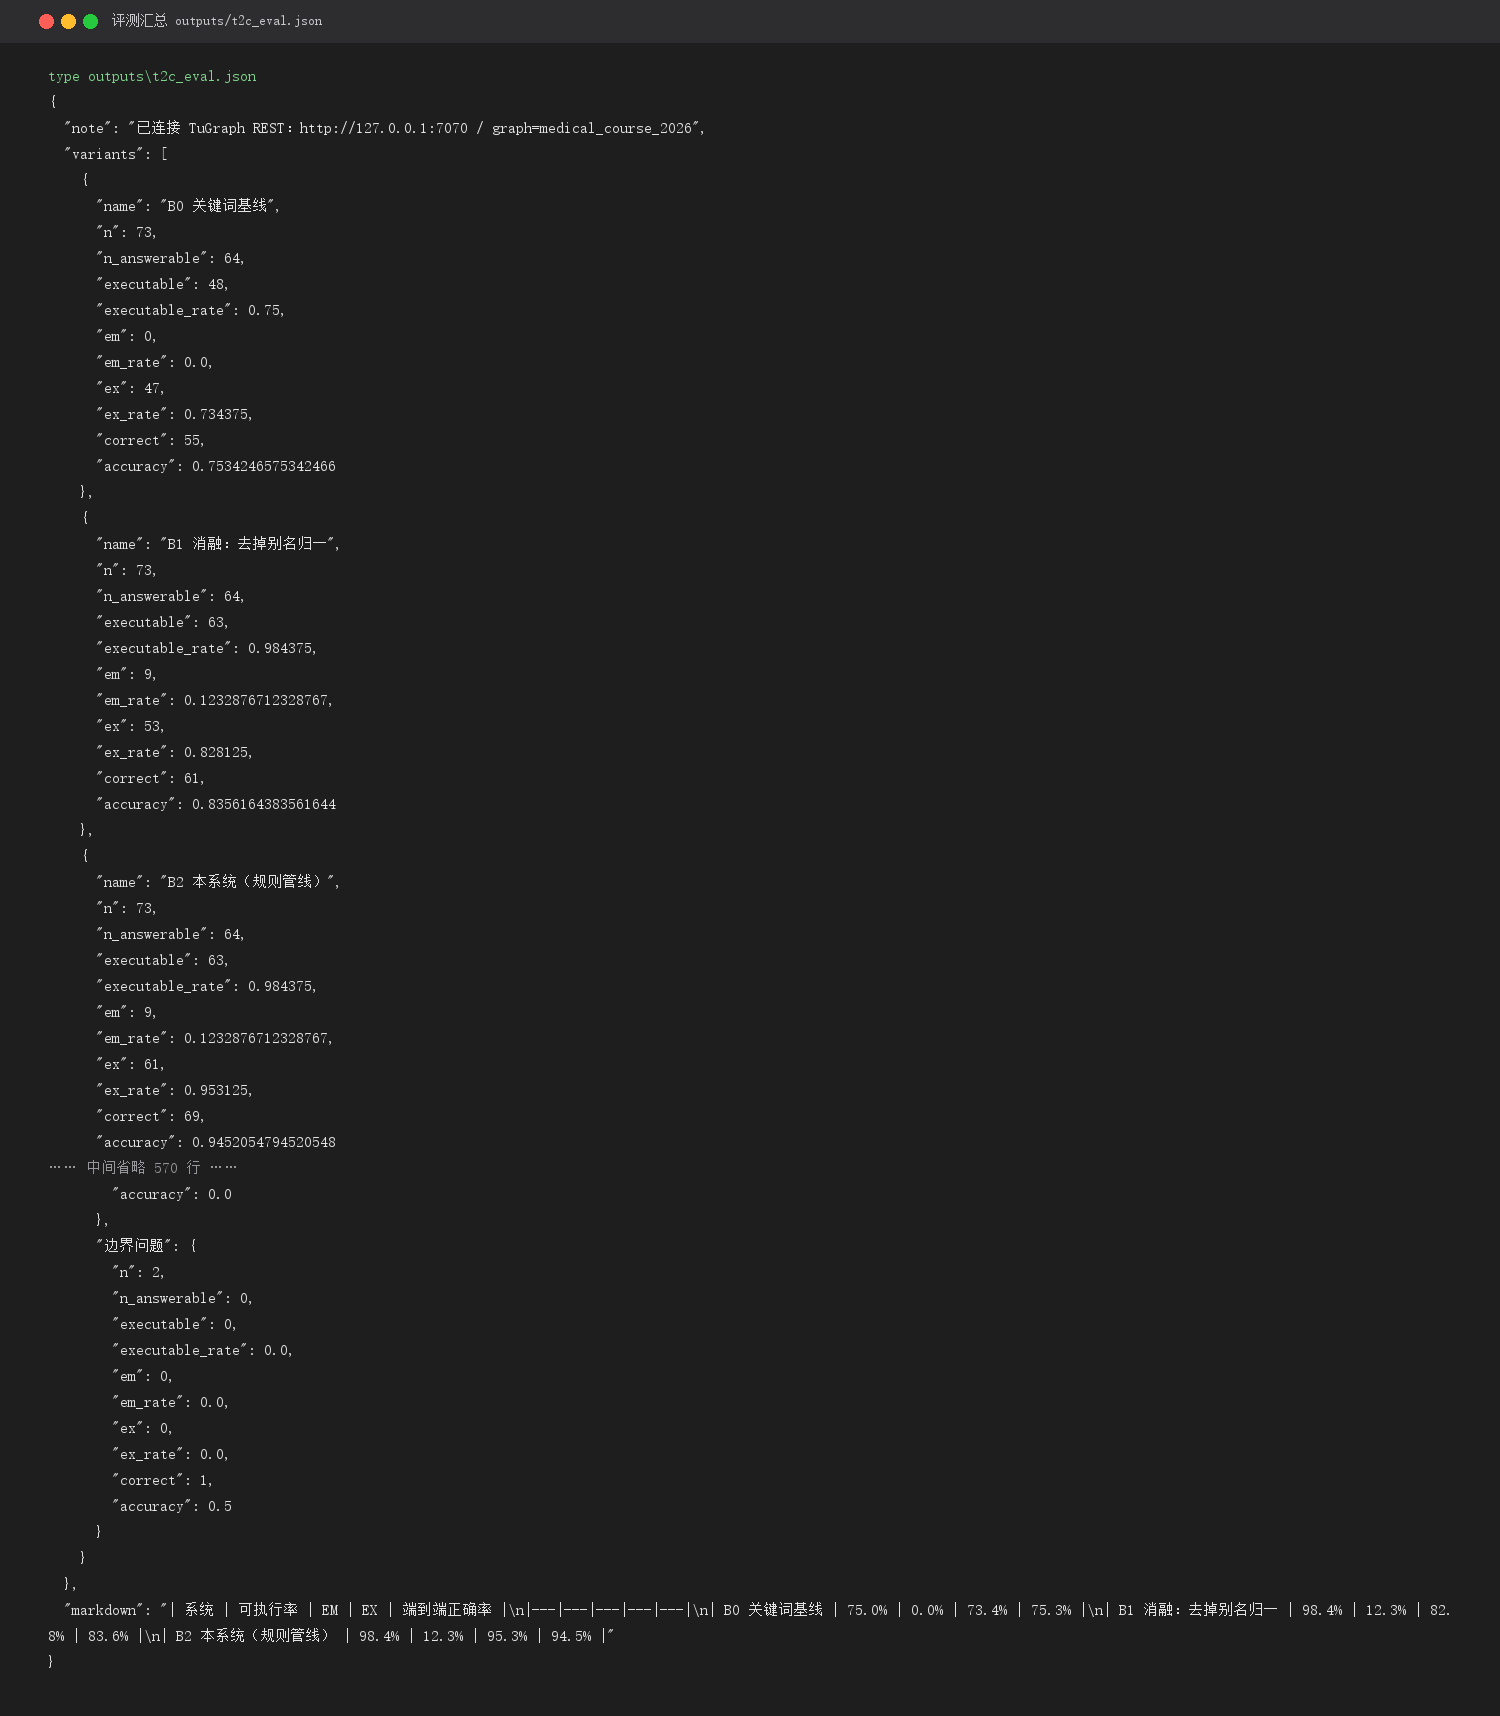 评测汇总 outputs/t2c_eval.json
type outputs\t2c_eval.json
{
  "note": "已连接 TuGraph REST：http://127.0.0.1:7070 / graph=medical_course_2026",
  "variants": [
    {
      "name": "B0 关键词基线",
      "n": 73,
      "n_answerable": 64,
      "executable": 48,
      "executable_rate": 0.75,
      "em": 0,
      "em_rate": 0.0,
      "ex": 47,
      "ex_rate": 0.734375,
      "correct": 55,
      "accuracy": 0.7534246575342466
    },
    {
      "name": "B1 消融：去掉别名归一",
      "n": 73,
      "n_answerable": 64,
      "executable": 63,
      "executable_rate": 0.984375,
      "em": 9,
      "em_rate": 0.1232876712328767,
      "ex": 53,
      "ex_rate": 0.828125,
      "correct": 61,
      "accuracy": 0.8356164383561644
    },
    {
      "name": "B2 本系统（规则管线）",
      "n": 73,
      "n_answerable": 64,
      "executable": 63,
      "executable_rate": 0.984375,
      "em": 9,
      "em_rate": 0.1232876712328767,
      "ex": 61,
      "ex_rate": 0.953125,
      "correct": 69,
      "accuracy": 0.9452054794520548
…… 中间省略 570 行 ……
        "accuracy": 0.0
      },
      "边界问题": {
        "n": 2,
        "n_answerable": 0,
        "executable": 0,
        "executable_rate": 0.0,
        "em": 0,
        "em_rate": 0.0,
        "ex": 0,
        "ex_rate": 0.0,
        "correct": 1,
        "accuracy": 0.5
      }
    }
  },
  "markdown": "| 系统 | 可执行率 | EM | EX | 端到端正确率 |\n|---|---|---|---|---|\n| B0 关键词基线 | 75.0% | 0.0% | 73.4% | 75.3% |\n| B1 消融：去掉别名归一 | 98.4% | 12.3% | 82.
8% | 83.6% |\n| B2 本系统（规则管线） | 98.4% | 12.3% | 95.3% | 94.5% |"
}